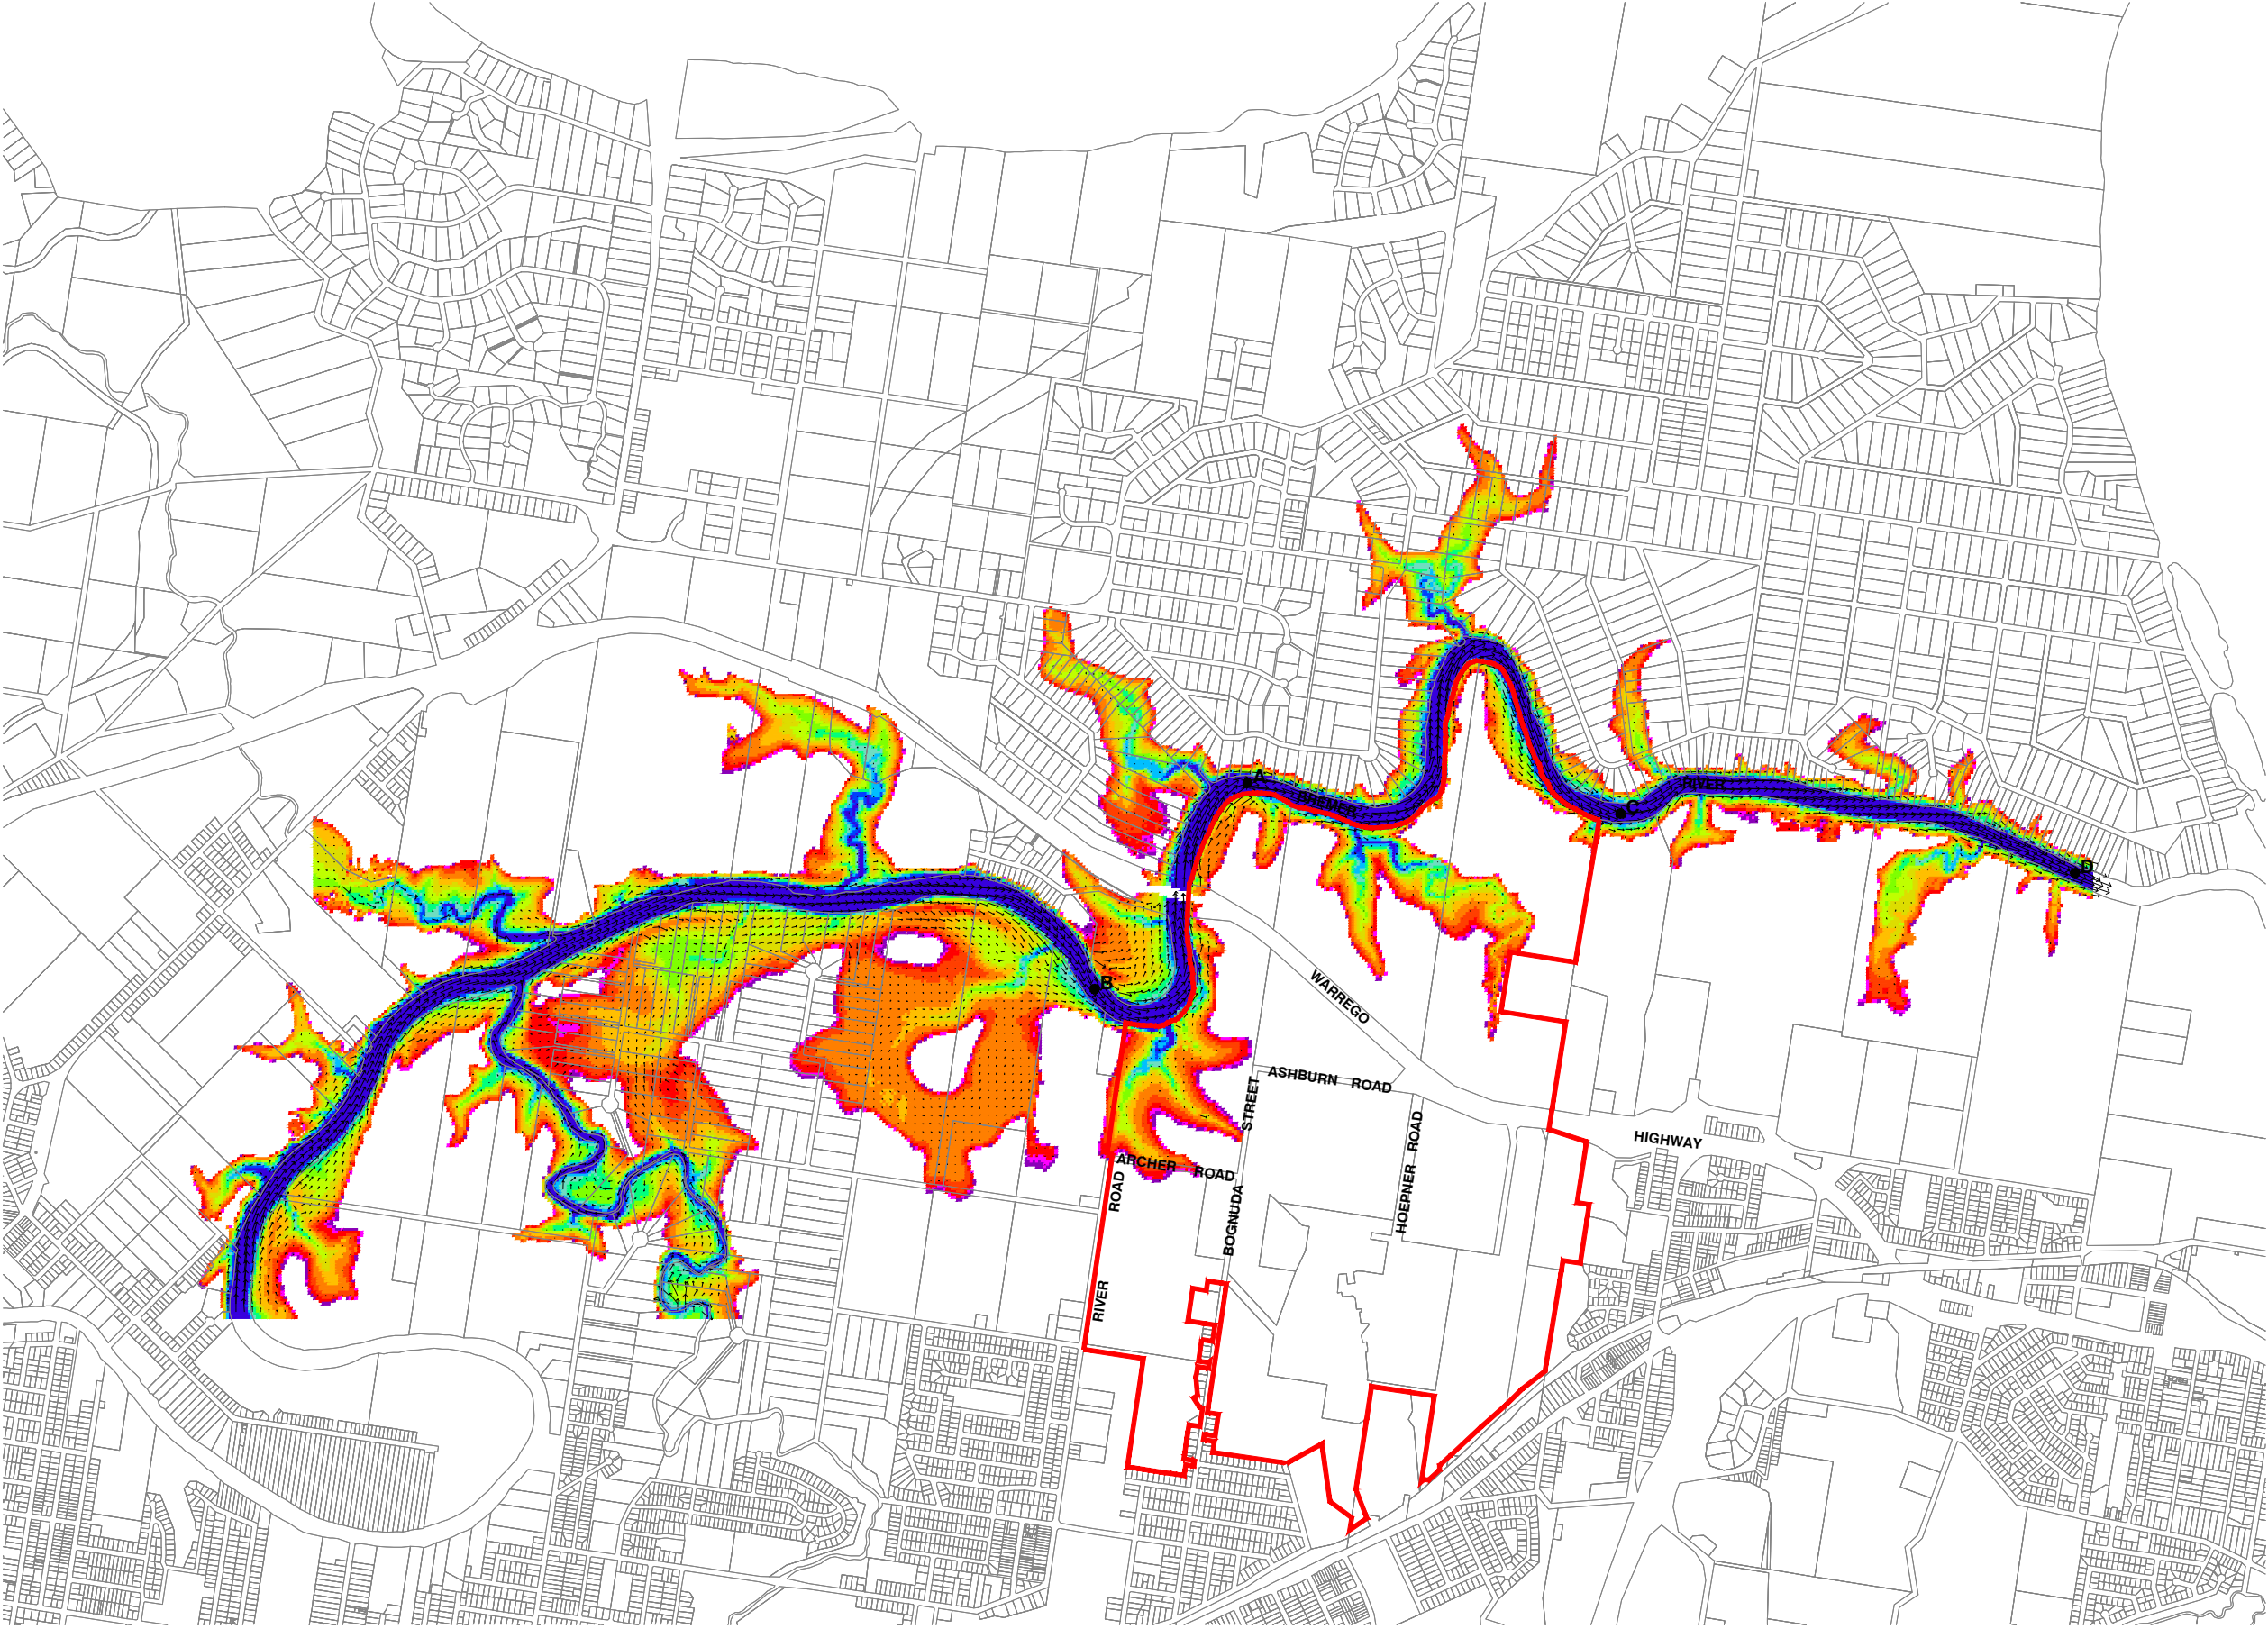 A
BREMER
RIVER
C
D
B
WARREGO
ASHBURN ROAD
STREET
HOEPNER ROAD
HIGHWAY
ARCHER ROAD
ROAD
BOGNUDA
RIVER